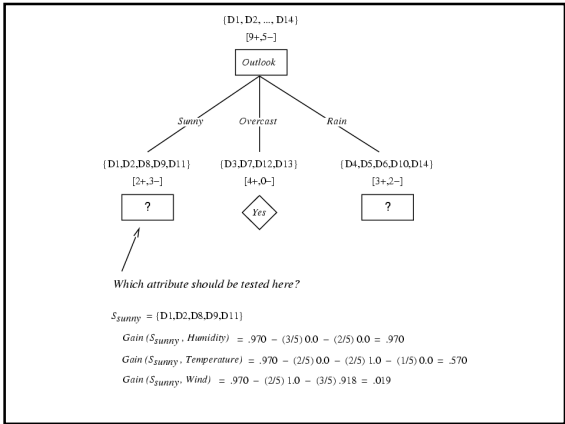 {D1, D2, ..., D14}
[9+,5−]
Outlook
Sunny Overcast Rain
{D1,D2,D8,D9,D11} {D3,D7,D12,D13} {D4,D5,D6,D10,D14}
[2+,3−] [4+,0−] [3+,2−]
? Yes ?
Which attribute should be tested here?
Ssunny = {D1,D2,D8,D9,D11}
Gain (Ssunny , Humidity) = .970 − (3/5) 0.0 − (2/5) 0.0 = .970
Gain (Ssunny , Temperature) = .970 − (2/5) 0.0 − (2/5) 1.0 − (1/5) 0.0 = .570
Gain (Ssunny, Wind) = .970 − (2/5) 1.0 − (3/5) .918 = .019